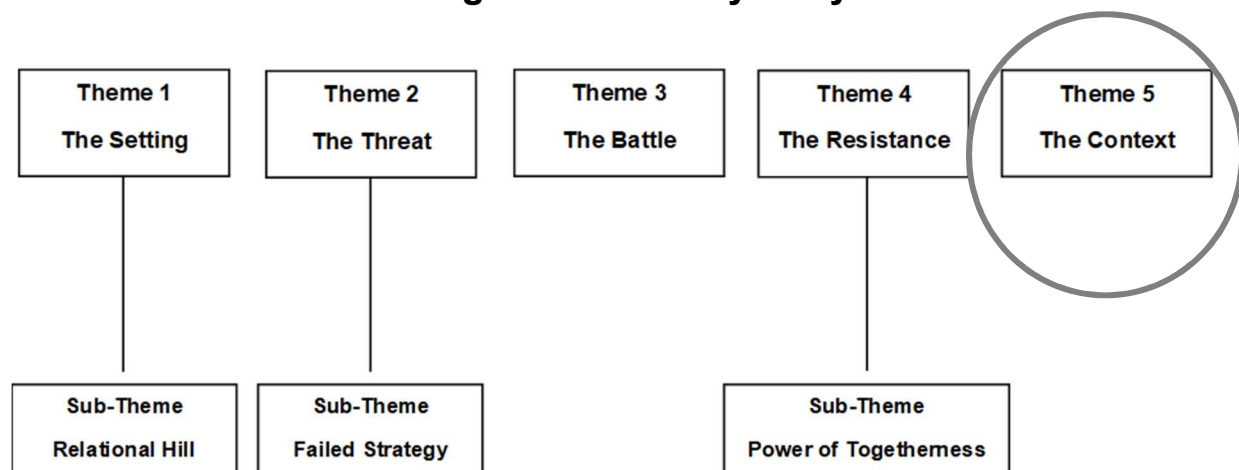 Theme 1
The Setting
Theme 2
The Threat
Theme 3
The Battle
Theme 4
The Resistance
Theme 5
The Context
Sub-Theme
Relational Hill
Sub-Theme
Failed Strategy
Sub-Theme
Power of Togetherness